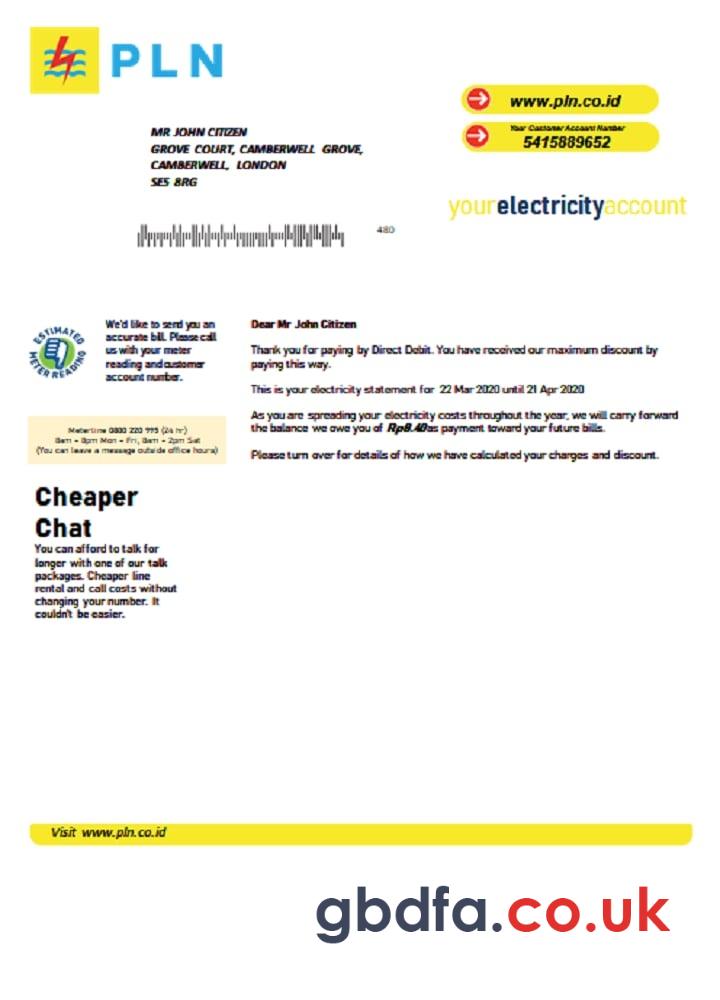 PLN
www.pln.co.id
Your Customer Account Number
5415889652
MR JOHN CITIZEN
GROVE COURT, CAMBERWELL GROVE,
CAMBERWELL, LONDON
SE5 8RG
480
yourelectricityaccount
ESTIMATED
METER READING
We'd like to send you an
accurate bill. Please call
us with your meter
reading and customer
account number.
Meterline 0800 220 995 (24 hr)
8am - 8pm Mon - Fri, 8am - 2pm Sat
(You can leave a message outside office hours)
Cheaper
Chat
You can afford to talk for
longer with one of our talk
packages. Cheaper line
rental and call costs without
changing your number. It
couldn't be easier.
Dear Mr John Citizen
Thank you for paying by Direct Debit. You have received our maximum discount by
paying this way.
This is your electricity statement for 22 Mar 2020 until 21 Apr 2020
As you are spreading your electricity costs throughout the year, we will carry forward
the balance we owe you of Rp8.40as payment toward your future bills.
Please turn over for details of how we have calculated your charges and discount.
Visit www.pln.co.id
gbdfa.co.uk